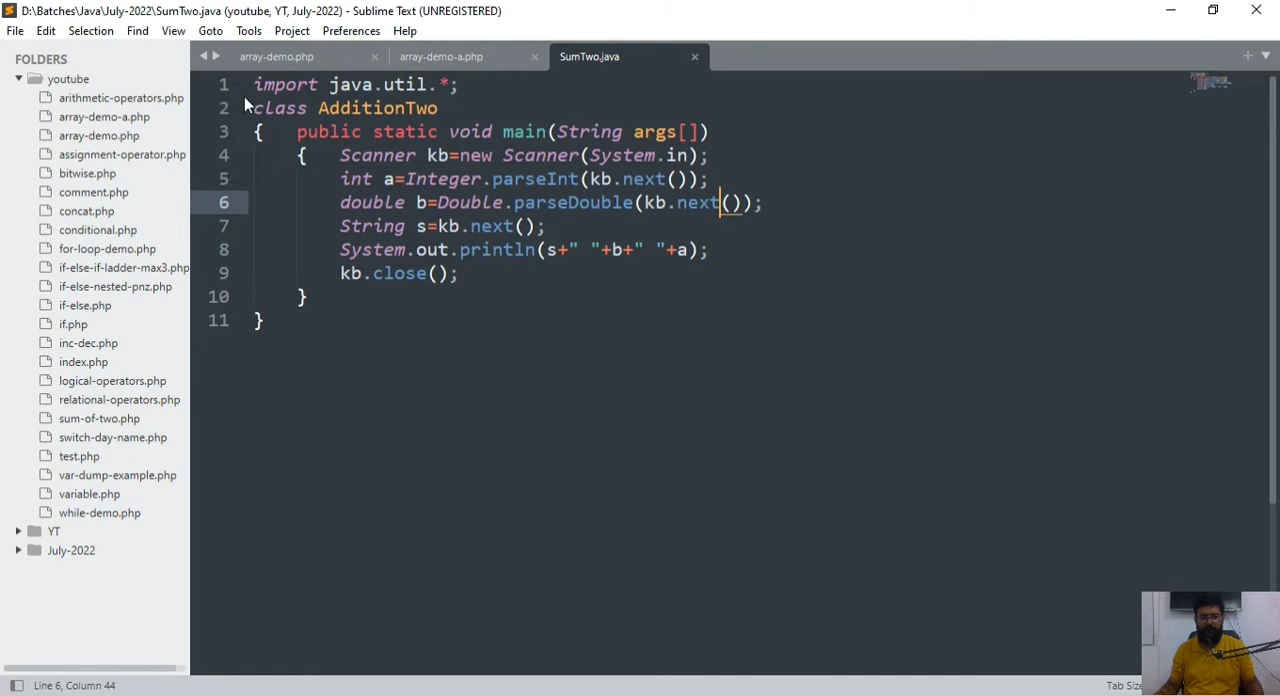 D:\Batches\Java\July-2022\SumTwo.java (youtube, YT, July-2022) - Sublime Text (UNREGISTERED)
File Edit Selection Find View Goto Tools Project Preferences Help
FOLDERS
youtube
arithmetic-operators.php
array-demo-a.php
array-demo.php
assignment-operator.php
bitwise.php
comment.php
concat.php
conditional.php
for-loop-demo.php
if-else-if-ladder-max3.php
if-else-nested-pnz.php
if-else.php
if.php
inc-dec.php
index.php
logical-operators.php
relational-operators.php
sum-of-two.php
switch-day-name.php
test.php
var-dump-example.php
variable.php
while-demo.php
YT
July-2022
array-demo.php array-demo-a.php SumTwo.java
1 import java.util.*;
2 class AdditionTwo
3 { public static void main(String args[])
4 { Scanner kb=new Scanner(System.in);
5 int a=Integer.parseInt(kb.next());
6 double b=Double.parseDouble(kb.next());
7 String s=kb.next();
8 System.out.println(s+" "+b+" "+a);
9 kb.close();
10 }
11 }
Line 6, Column 44
Tab Size